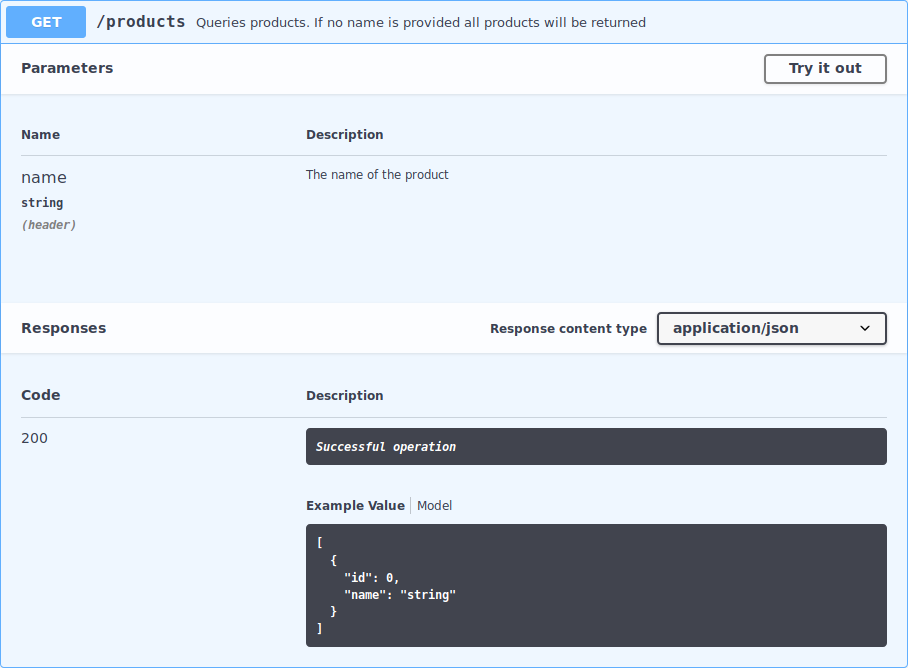 GET /products Queries products. If no name is provided all products will be returned
Parameters Try it out
Name Description
name The name of the product
string
(header)
Responses Response content type application/json
Code Description
200 Successful operation
Example Value Model
[
  {
    "id": 0,
    "name": "string"
  }
]